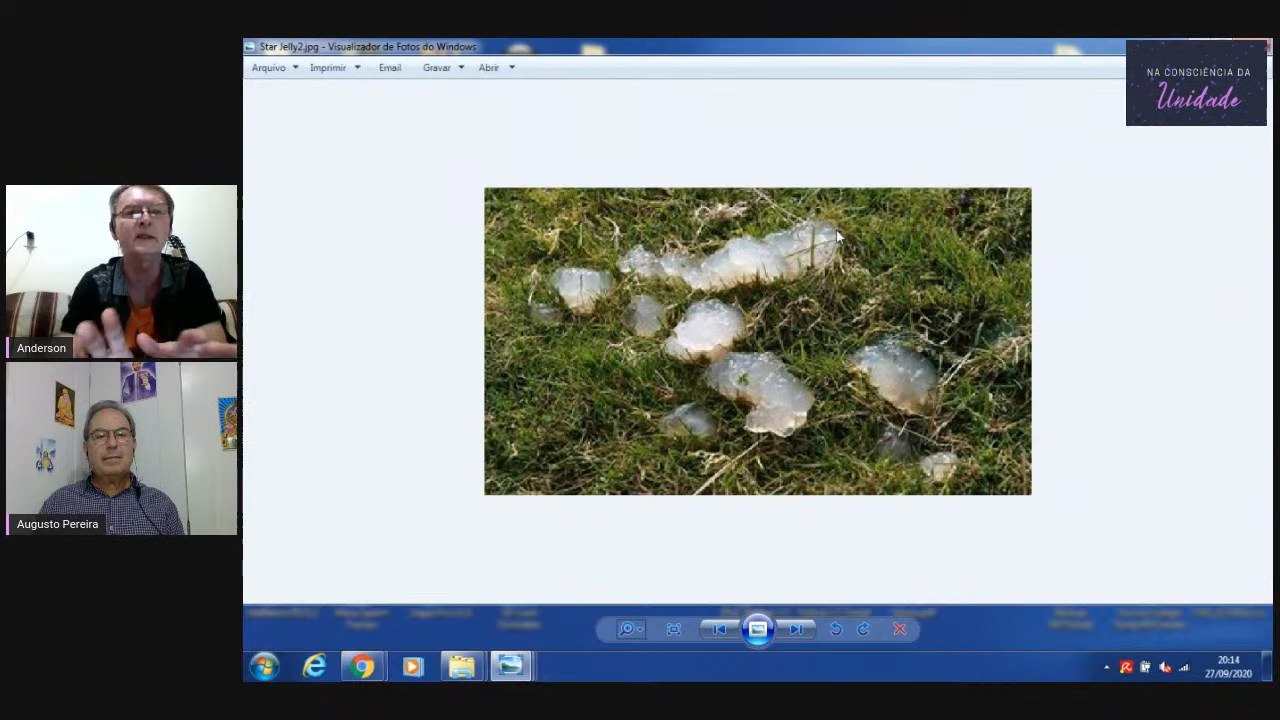 Star Jelly2.jpg - Visualizador de Fotos do Windows
Arquivo Imprimir Email Gravar Abrir
NA CONSCIÊNCIA DA
Unidade
Anderson
Augusto Pereira
20:14
27/09/2020